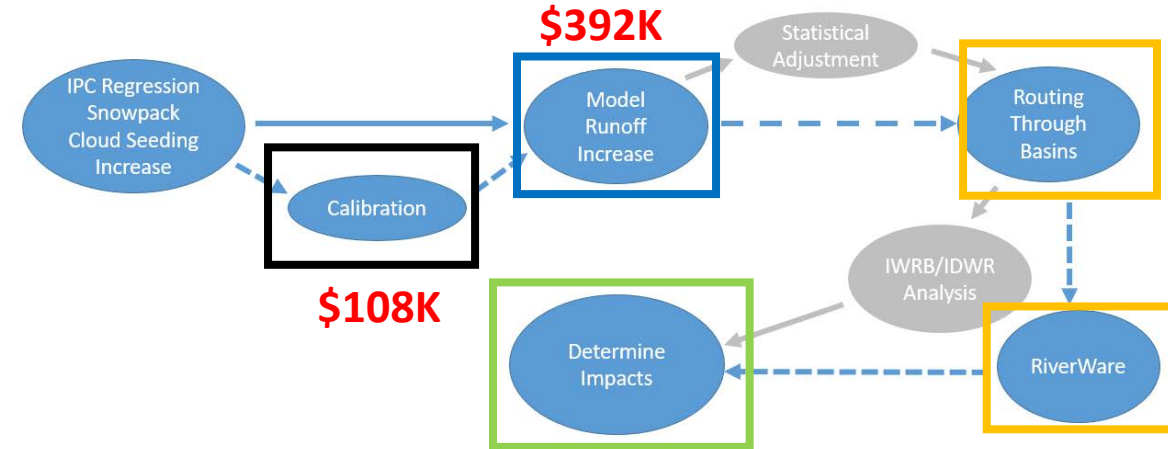 $392K
Statistical
Adjustment
IPC Regression
Snowpack
Cloud Seeding
Increase
Model
Runoff
Increase
Routing
Through
Basins
Calibration
$108K
IWRB/IDWR
Analysis
Determine
Impacts
RiverWare